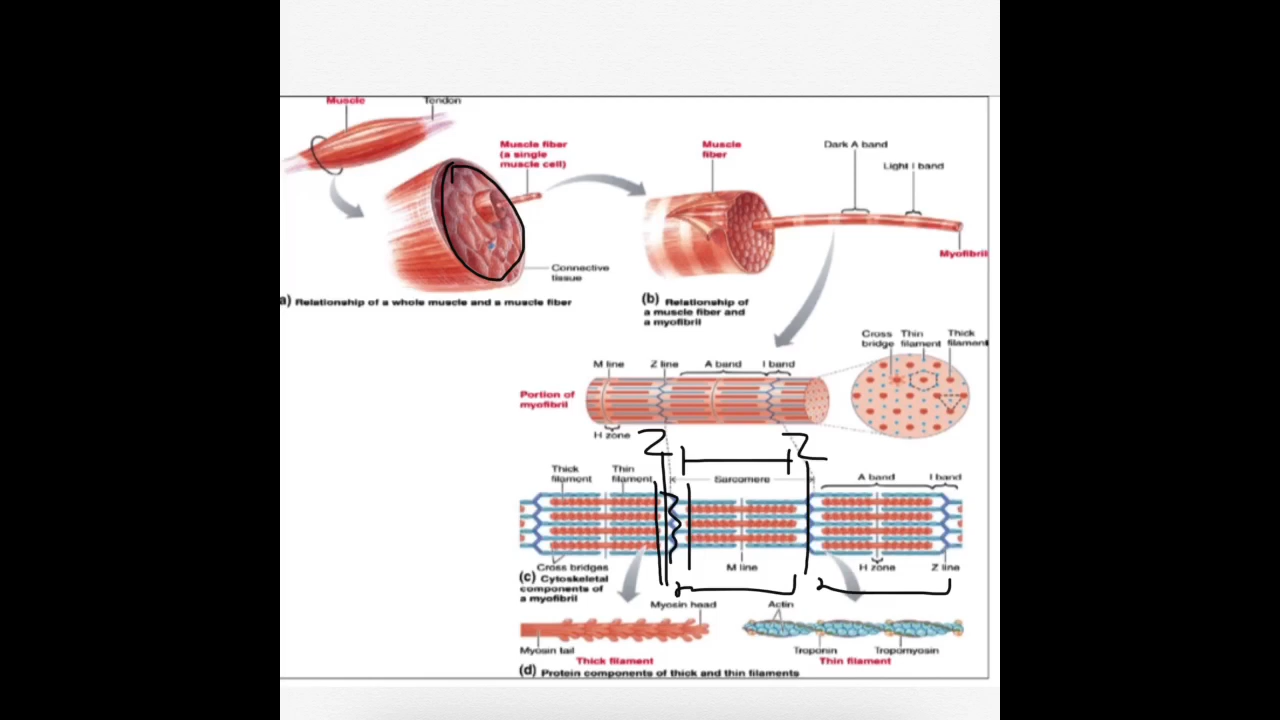 Muscle
Tendon
Muscle fiber
(a single
muscle cell)
Connective
tissue
a) Relationship of a whole muscle and a muscle fiber
Muscle
fiber
Dark A band
Light I band
Myofibril
(b) Relationship of
a muscle fiber and
a myofibril
Cross
bridge
Thin
filament
Thick
filament
M line
Z line
A band
I band
Portion of
myofibril
H zone
Z
Z
Thick
filament
Thin
filament
Sarcomere
A band
I band
Cross bridges
M line
H zone
Z line
(c) Cytoskeletal
components of
a myofibril
Myosin head
Actin
Myosin tail
Troponin
Tropomyosin
Thick filament
Thin filament
(d) Protein components of thick and thin filaments